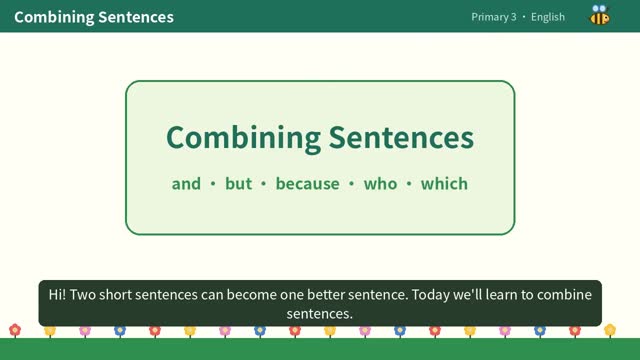 Combining Sentences
Primary 3 • English
Combining Sentences
and • but • because • who • which
Hi! Two short sentences can become one better sentence. Today we'll learn to combine
sentences.